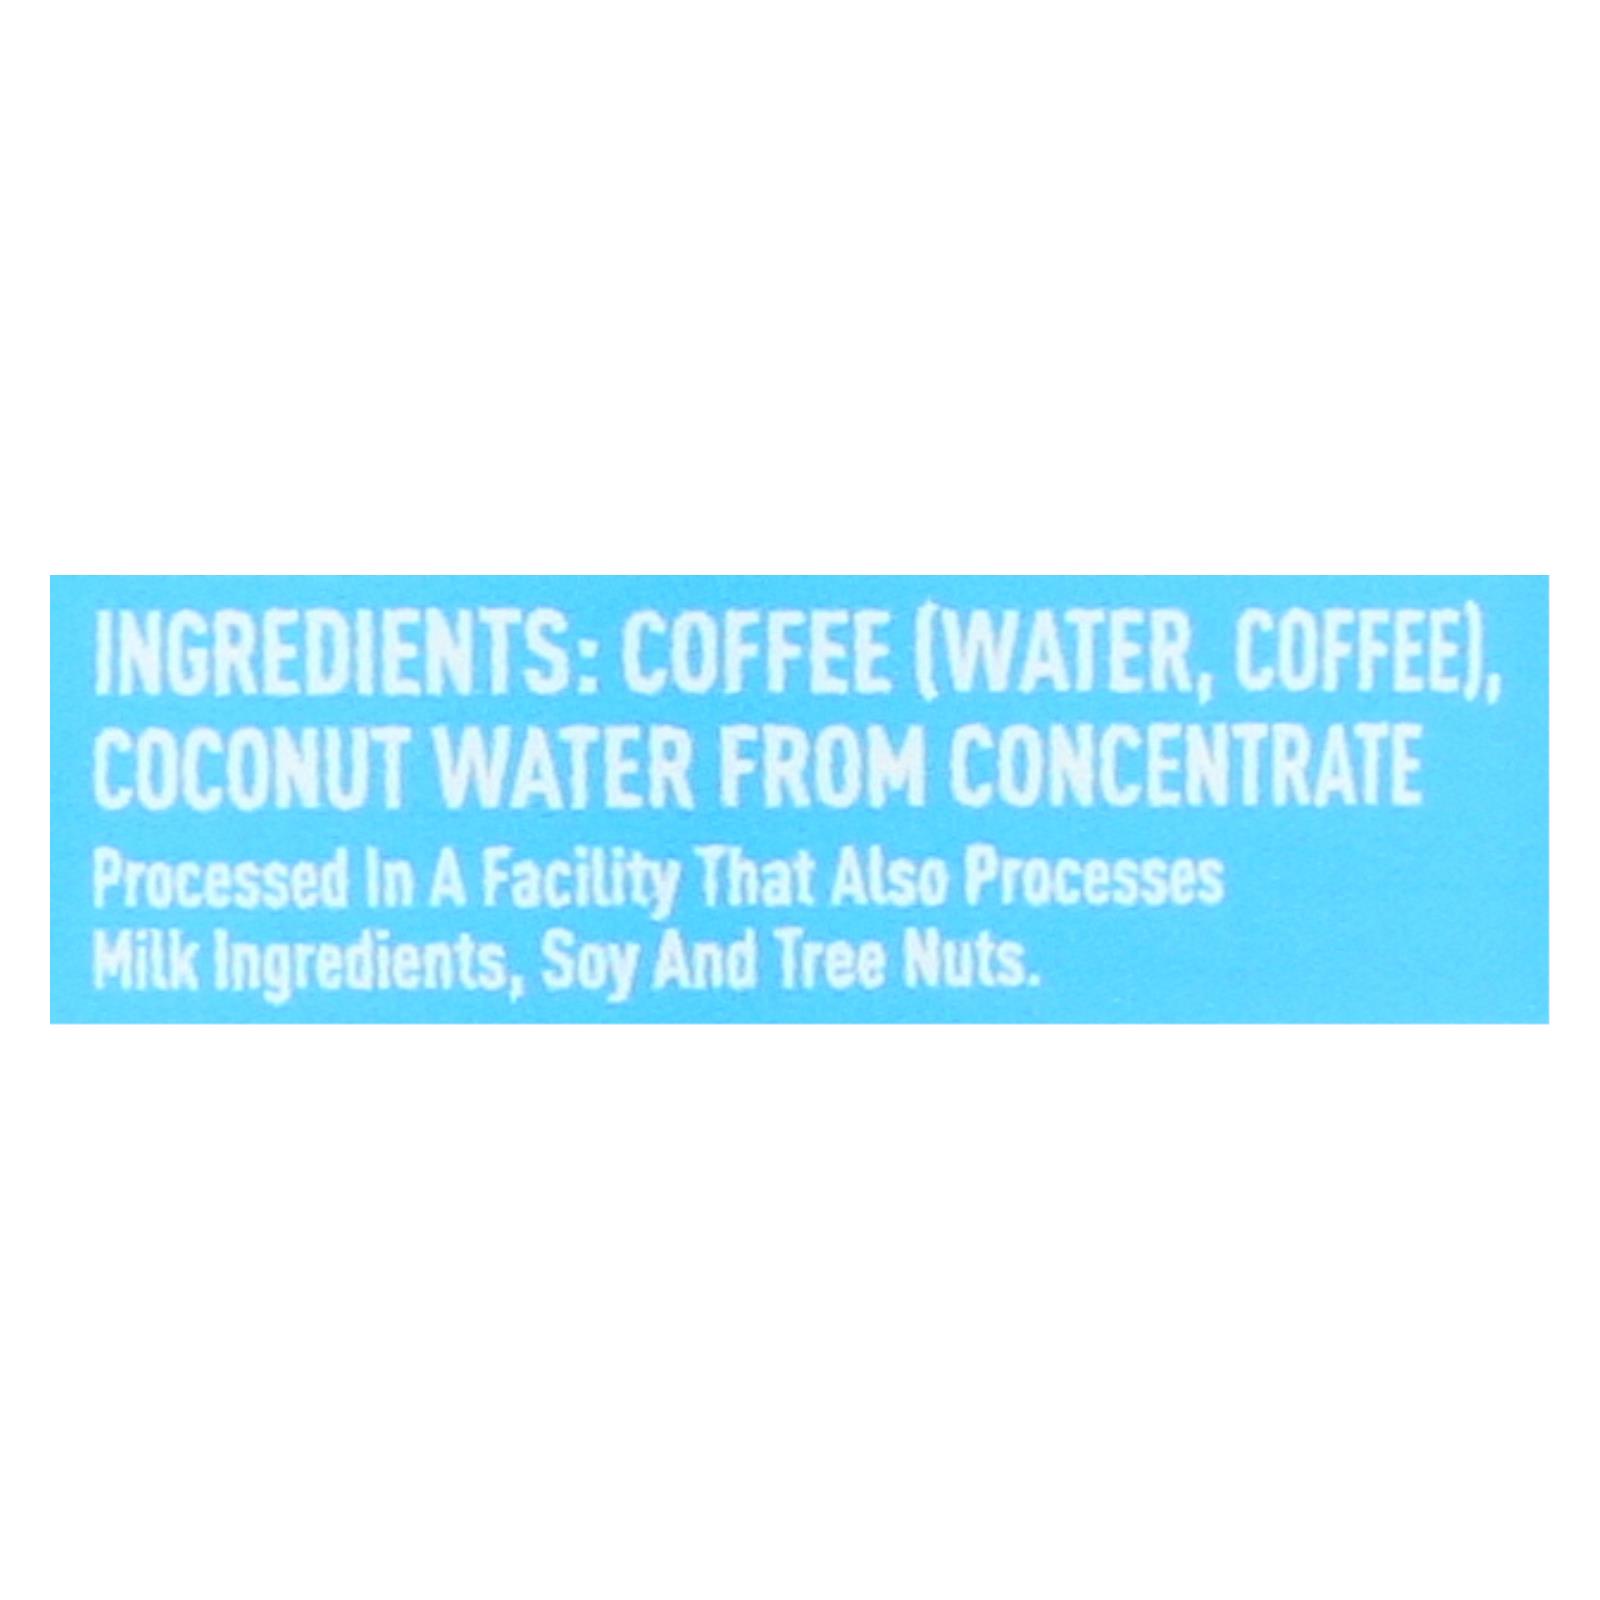 INGREDIENTS: COFFEE (WATER, COFFEE),
COCONUT WATER FROM CONCENTRATE
Processed In A Facility That Also Processes
Milk Ingredients, Soy And Tree Nuts.